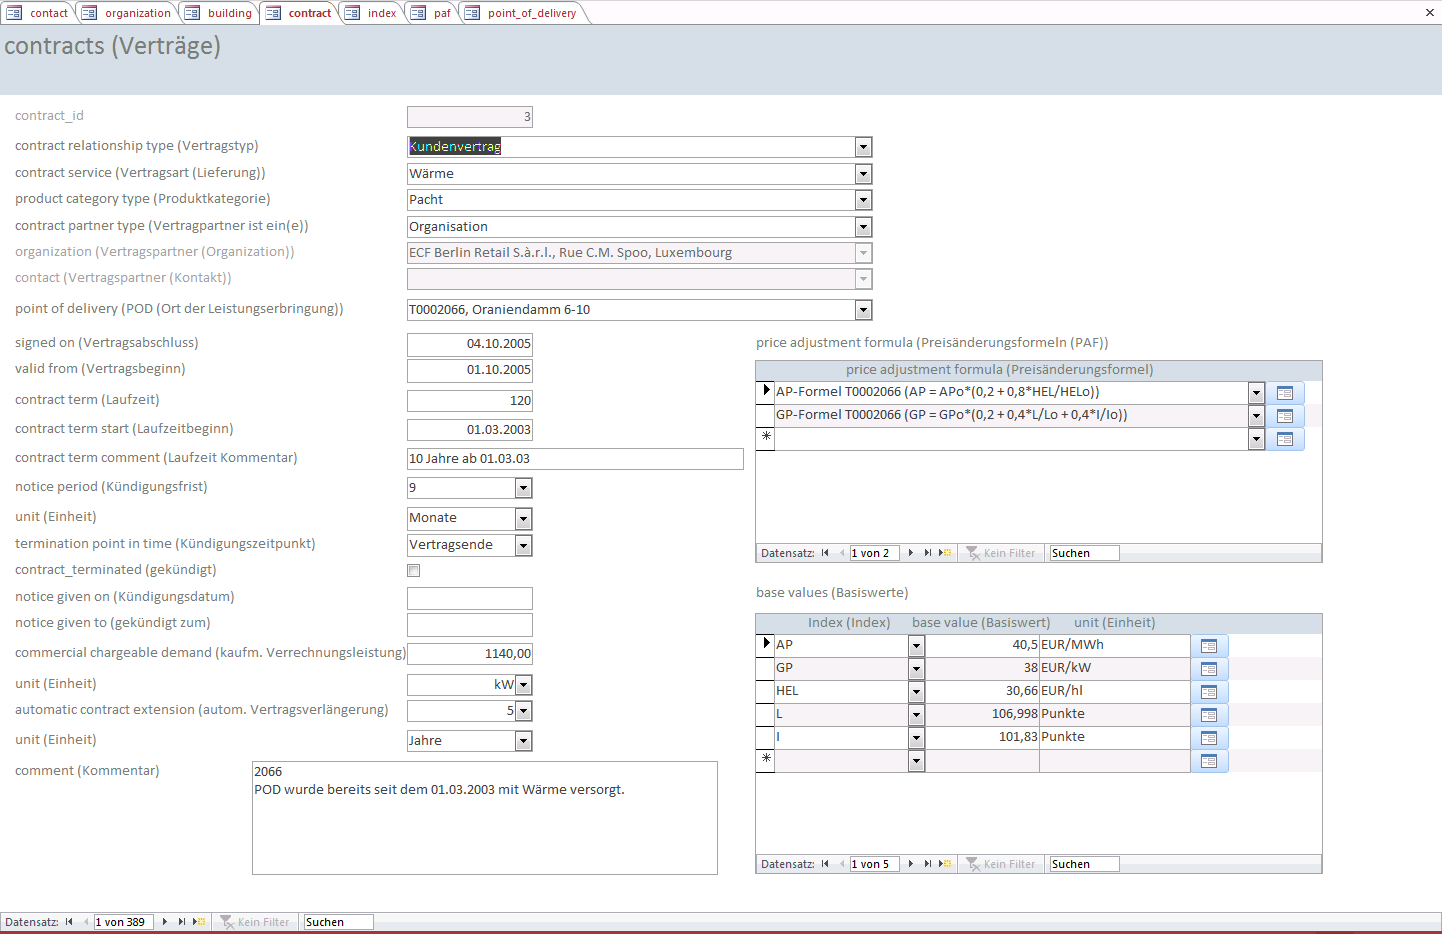 contact organization building contract index paf point_of_delivery
contracts (Verträge)
contract_id 3
contract relationship type (Vertragstyp) Kundenvertrag
contract service (Vertragsart (Lieferung)) Wärme
product category type (Produktkategorie) Pacht
contract partner type (Vertragpartner ist ein(e)) Organisation
organization (Vertragspartner (Organization)) ECF Berlin Retail S.à.r.l., Rue C.M. Spoo, Luxembourg
contact (Vertragspartner (Kontakt))
point of delivery (POD (Ort der Leistungserbringung)) T0002066, Oraniendamm 6-10
signed on (Vertragsabschluss) 04.10.2005
valid from (Vertragsbeginn) 01.10.2005
contract term (Laufzeit) 120
contract term start (Laufzeitbeginn) 01.03.2003
contract term comment (Laufzeit Kommentar) 10 Jahre ab 01.03.03
notice period (Kündigungsfrist) 9
unit (Einheit) Monate
termination point in time (Kündigungszeitpunkt) Vertragsende
contract_terminated (gekündigt)
notice given on (Kündigungsdatum)
notice given to (gekündigt zum)
commercial chargeable demand (kaufm. Verrechnungsleistung) 1140,00
unit (Einheit) kW
automatic contract extension (autom. Vertragsverlängerung) 5
unit (Einheit) Jahre
comment (Kommentar) 2066
POD wurde bereits seit dem 01.03.2003 mit Wärme versorgt.
price adjustment formula (Preisänderungsformeln (PAF))
price adjustment formula (Preisänderungsformel)
AP-Formel T0002066 (AP = APo*(0,2 + 0,8*HEL/HELo))
GP-Formel T0002066 (GP = GPo*(0,2 + 0,4*L/Lo + 0,4*I/Io))
Datensatz: 1 von 2 Kein Filter Suchen
base values (Basiswerte)
Index (Index) base value (Basiswert) unit (Einheit)
AP 40,5 EUR/MWh
GP 38 EUR/kW
HEL 30,66 EUR/hl
L 106,998 Punkte
I 101,83 Punkte
Datensatz: 1 von 5 Kein Filter Suchen
Datensatz: 1 von 389 Kein Filter Suchen